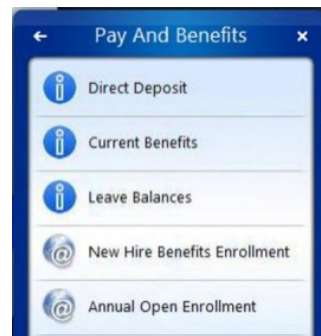 Pay And Benefits
Direct Deposit
Current Benefits
Leave Balances
New Hire Benefits Enrollment
Annual Open Enrollment